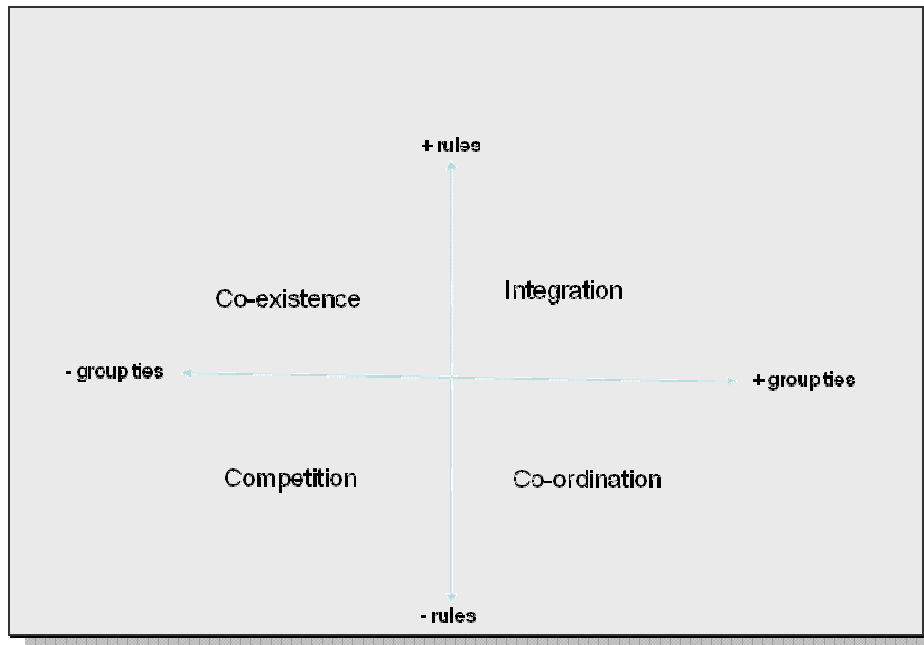 + rules
Co-existence
Integration
- group ties
+ group ties
Competition
Co-ordination
- rules